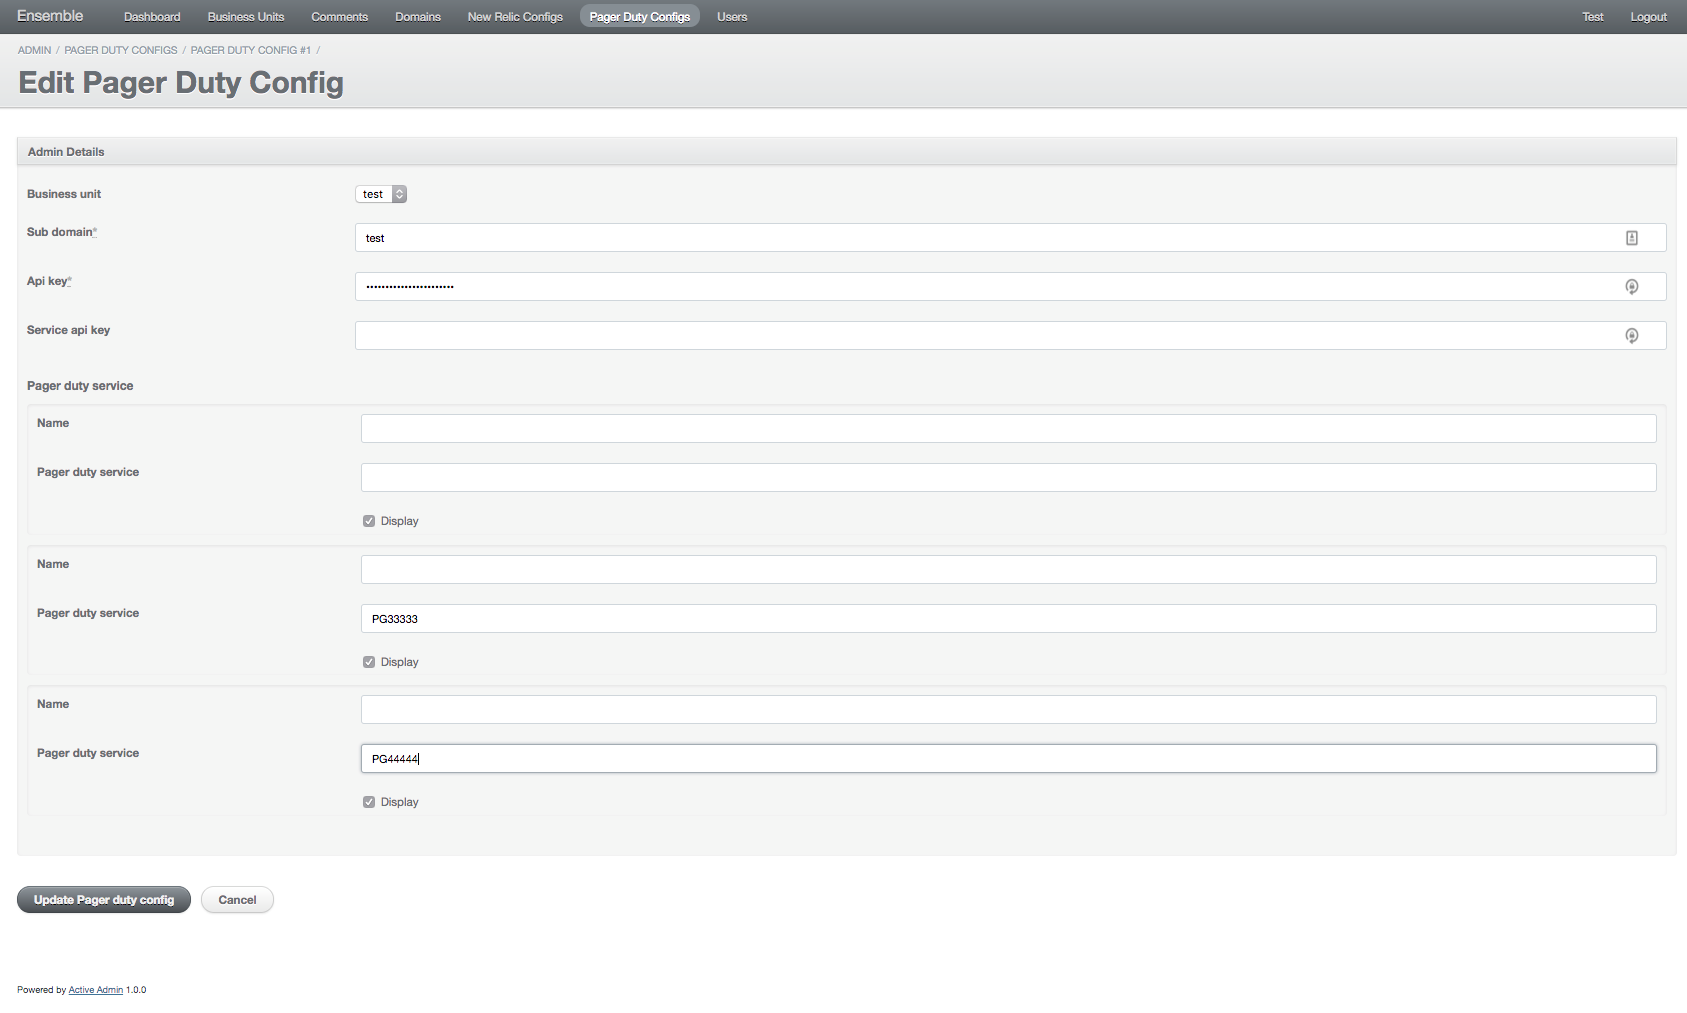 Ensemble Dashboard Business Units Comments Domains New Relic Configs Pager Duty Configs Users Test Logout
ADMIN / PAGER DUTY CONFIGS / PAGER DUTY CONFIG #1 /
Edit Pager Duty Config
Admin Details
Business unit test
Sub domain* test
Api key* •••••••••••••••••••••••
Service api key
Pager duty service
Name
Pager duty service
Display
Name
Pager duty service PG33333
Display
Name
Pager duty service PG44444
Display
Update Pager duty config Cancel
Powered by Active Admin 1.0.0